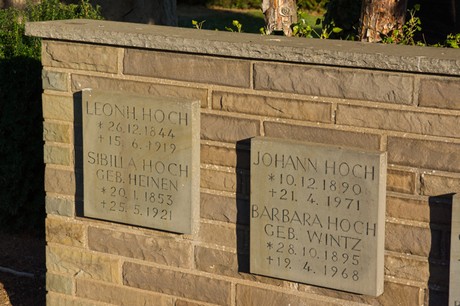 LEONH. HOCH
*26.12.1844
+15.6.1919
SIBILLA HOCH
GEB. HEINEN
*20.1.1853
+25.5.1921
JOHANN HOCH
*10.12.1890
+21.4.1971
BARBARA HOCH
GEB. WINTZ
*28.10.1895
+19.4.1968